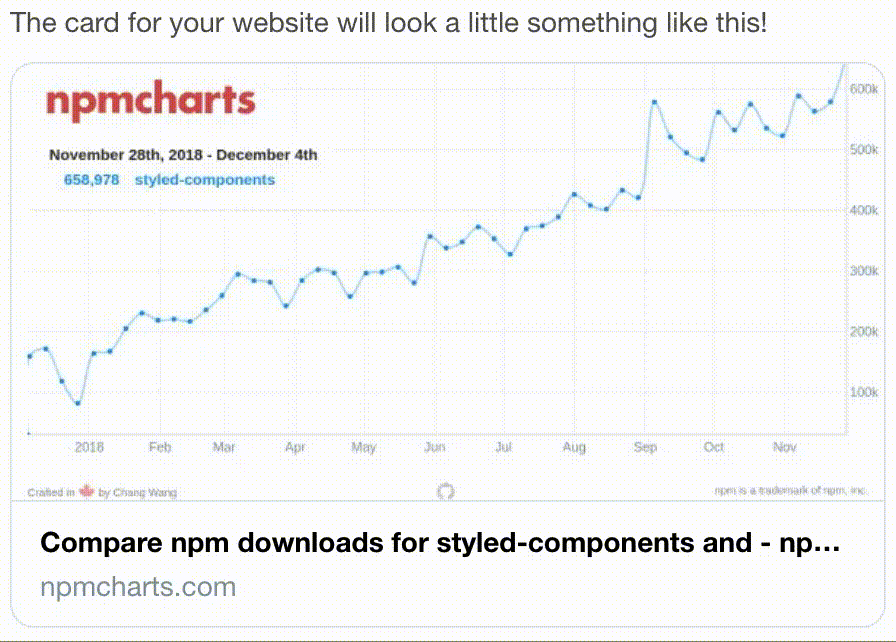 The card for your website will look a little something like this!
npmcharts
November 28th, 2018 - December 4th
658,978 styled-components
600k
500k
400k
300k
200k
100k
2018 Feb Mar Apr May Jun Jul Aug Sep Oct Nov
Crafted in by Chang Wang
npm is a trademark of npm, inc.
Compare npm downloads for styled-components and - np...
npmcharts.com